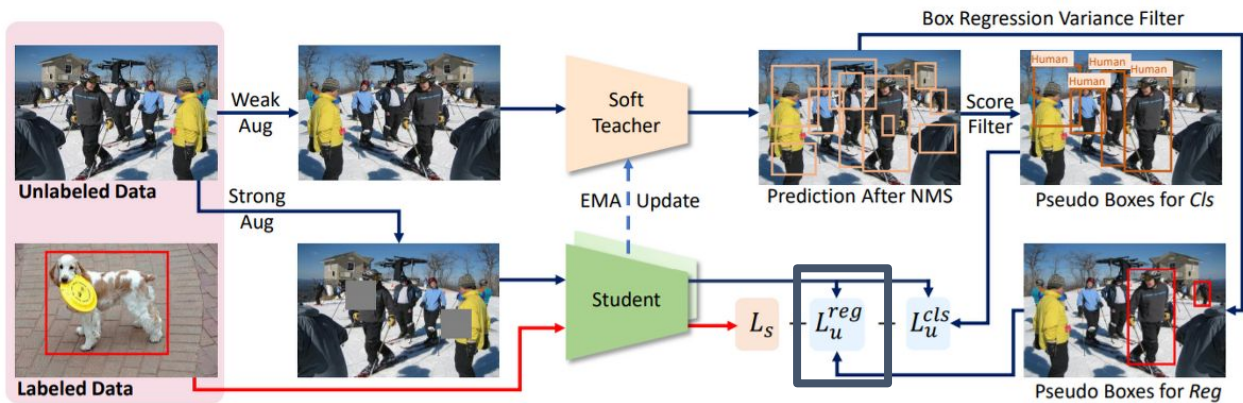 Box Regression Variance Filter
Weak
Aug
Soft
Teacher
Score
Filter
Human
Human
Human
Human
Unlabeled Data
Strong
Aug
EMA Update
Prediction After NMS
Pseudo Boxes for Cls
Student
L_s
L_u^{reg}
L_u^{cls}
Labeled Data
Pseudo Boxes for Reg